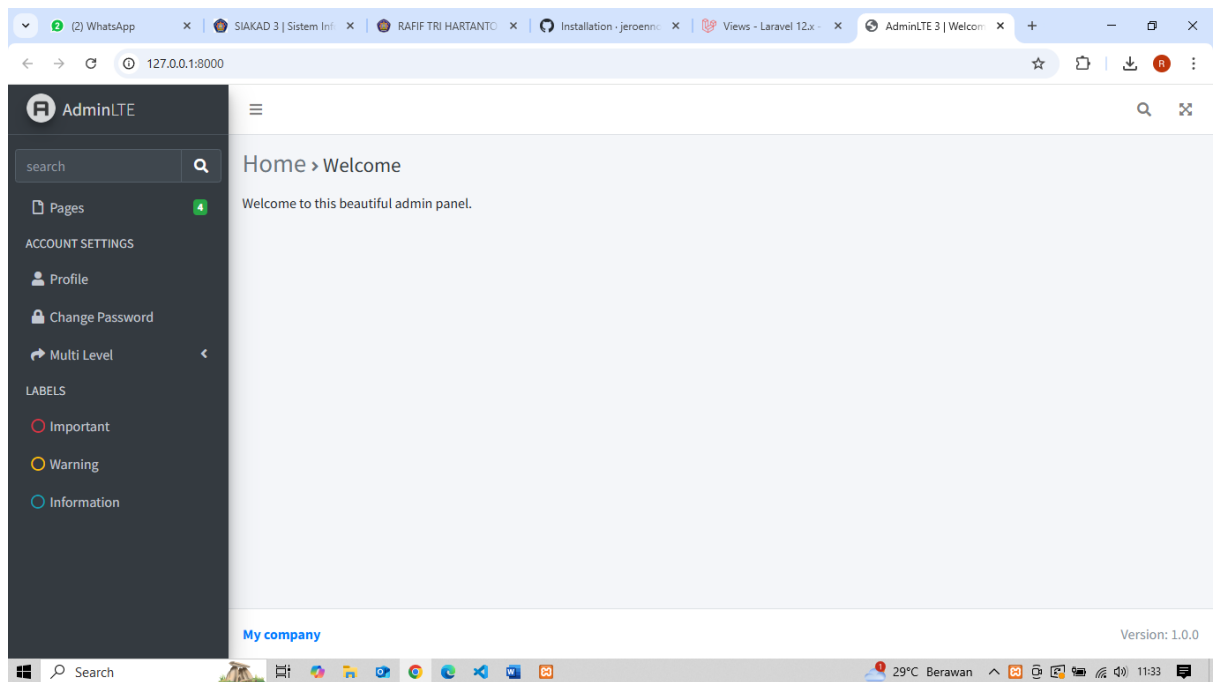 (2) WhatsApp
SIAKAD 3 | Sistem Inf
RAFIF TRI HARTANTO
Installation · jeroennc
Views - Laravel 12.x -
AdminLTE 3 | Welcom
127.0.0.1:8000
R
AdminLTE
search
Pages 4
ACCOUNT SETTINGS
Profile
Change Password
Multi Level
LABELS
Important
Warning
Information
Home › Welcome
Welcome to this beautiful admin panel.
My company
Version: 1.0.0
Search
29°C Berawan
11:33